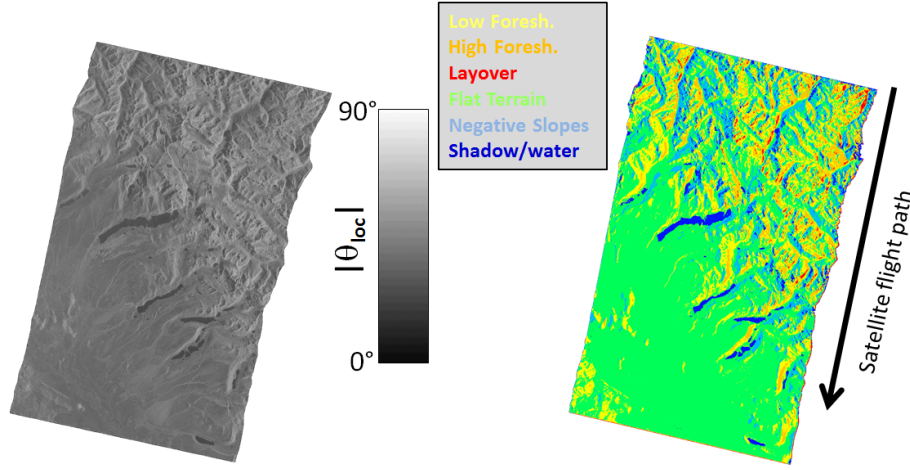 90°
|θloc|
0°
Low Foresh.
High Foresh.
Layover
Flat Terrain
Negative Slopes
Shadow/water
Satellite flight path